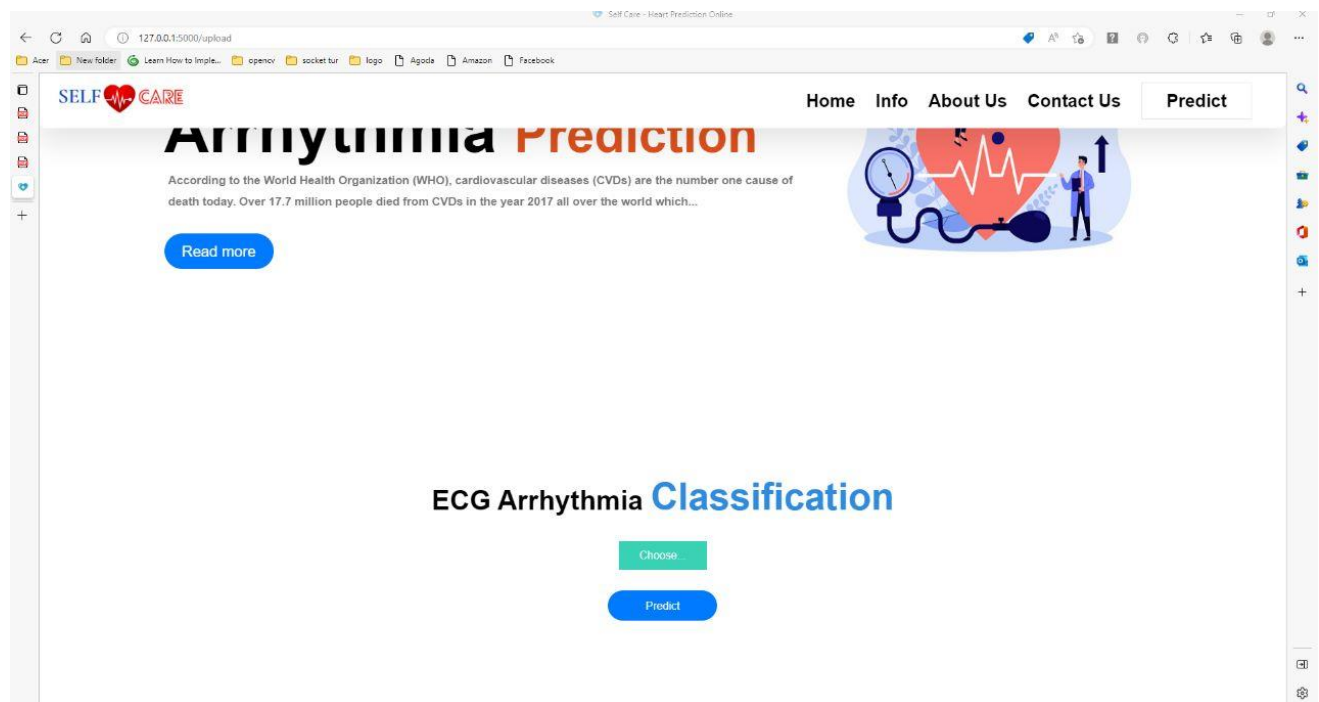 Self Care - Heart Prediction Online
127.0.0.1:5000/upload
Acer New folder Learn How to Imple... opencv socket tur logo Agoda Amazon Facebook
SELF CARE Home Info About Us Contact Us Predict
Arrhythmia Prediction
According to the World Health Organization (WHO), cardiovascular diseases (CVDs) are the number one cause of
death today. Over 17.7 million people died from CVDs in the year 2017 all over the world which...
Read more
ECG Arrhythmia Classification
Choose...
Predict